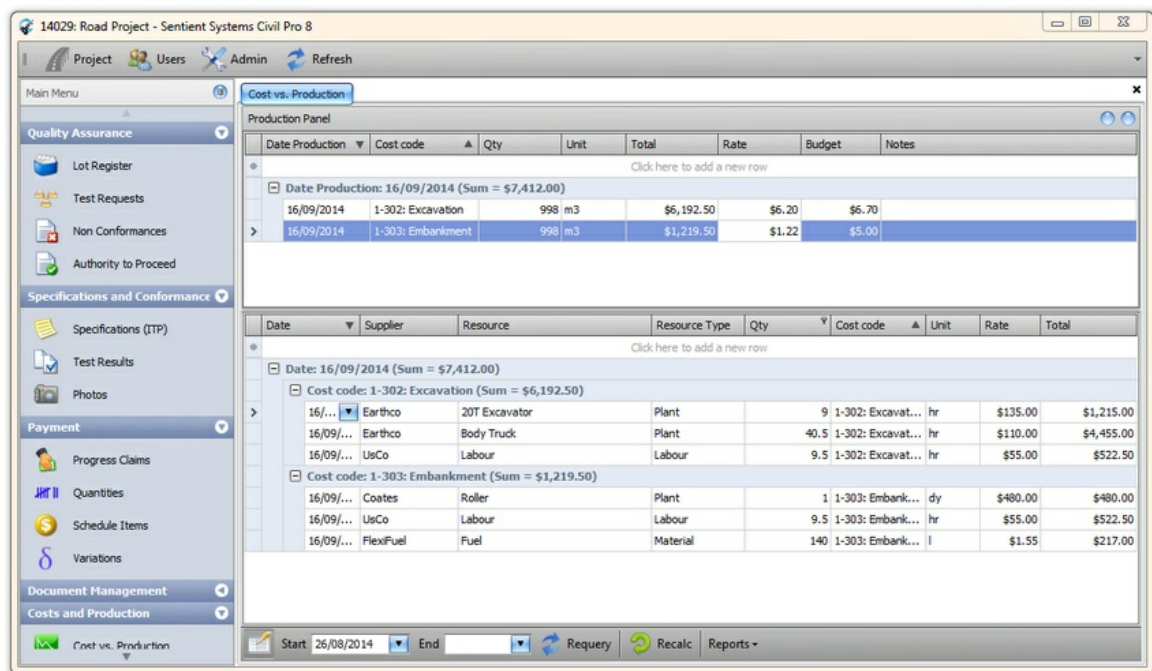 14029: Road Project - Sentient Systems Civil Pro 8
Project Users Admin Refresh
Main Menu
Cost vs. Production
Production Panel
Quality Assurance
Lot Register
Test Requests
Non Conformances
Authority to Proceed
Specifications and Conformance
Specifications (ITP)
Test Results
Photos
Payment
Progress Claims
Quantities
Schedule Items
Variations
Document Management
Costs and Production
Cost vs. Production
Date Production Cost code Qty Unit Total Rate Budget Notes
Click here to add a new row
Date Production: 16/09/2014 (Sum = $7,412.00)
16/09/2014 1-302: Excavation 998 m3 $6,192.50 $6.20 $6.70
16/09/2014 1-303: Embankment 998 m3 $1,219.50 $1.22 $5.00
Date Supplier Resource Resource Type Qty Cost code Unit Rate Total
Click here to add a new row
Date: 16/09/2014 (Sum = $7,412.00)
Cost code: 1-302: Excavation (Sum = $6,192.50)
16/... Earthco 20T Excavator Plant 9 1-302: Excavat... hr $135.00 $1,215.00
16/09/... Earthco Body Truck Plant 40.5 1-302: Excavat... hr $110.00 $4,455.00
16/09/... UsCo Labour Labour 9.5 1-302: Excavat... hr $55.00 $522.50
Cost code: 1-303: Embankment (Sum = $1,219.50)
16/09/... Coates Roller Plant 1 1-303: Embank... dy $480.00 $480.00
16/09/... UsCo Labour Labour 9.5 1-303: Embank... hr $55.00 $522.50
16/09/... FlexiFuel Fuel Material 140 1-303: Embank... l $1.55 $217.00
Start 26/08/2014 End Requery Recalc Reports